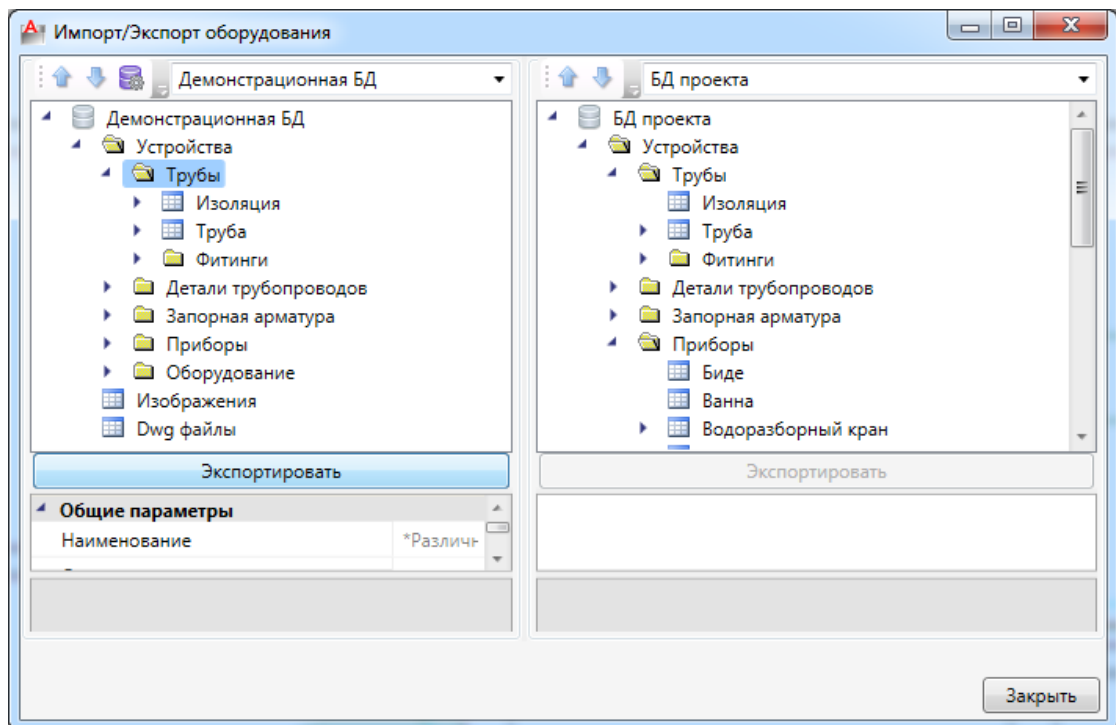 Импорт/Экспорт оборудования
Демонстрационная БД
Демонстрационная БД
Устройства
Трубы
Изоляция
Труба
Фитинги
Детали трубопроводов
Запорная арматура
Приборы
Оборудование
Изображения
Dwg файлы
Экспортировать
Общие параметры
Наименование *Различн
БД проекта
БД проекта
Устройства
Трубы
Изоляция
Труба
Фитинги
Детали трубопроводов
Запорная арматура
Приборы
Биде
Ванна
Водоразборный кран
Экспортировать
Закрыть